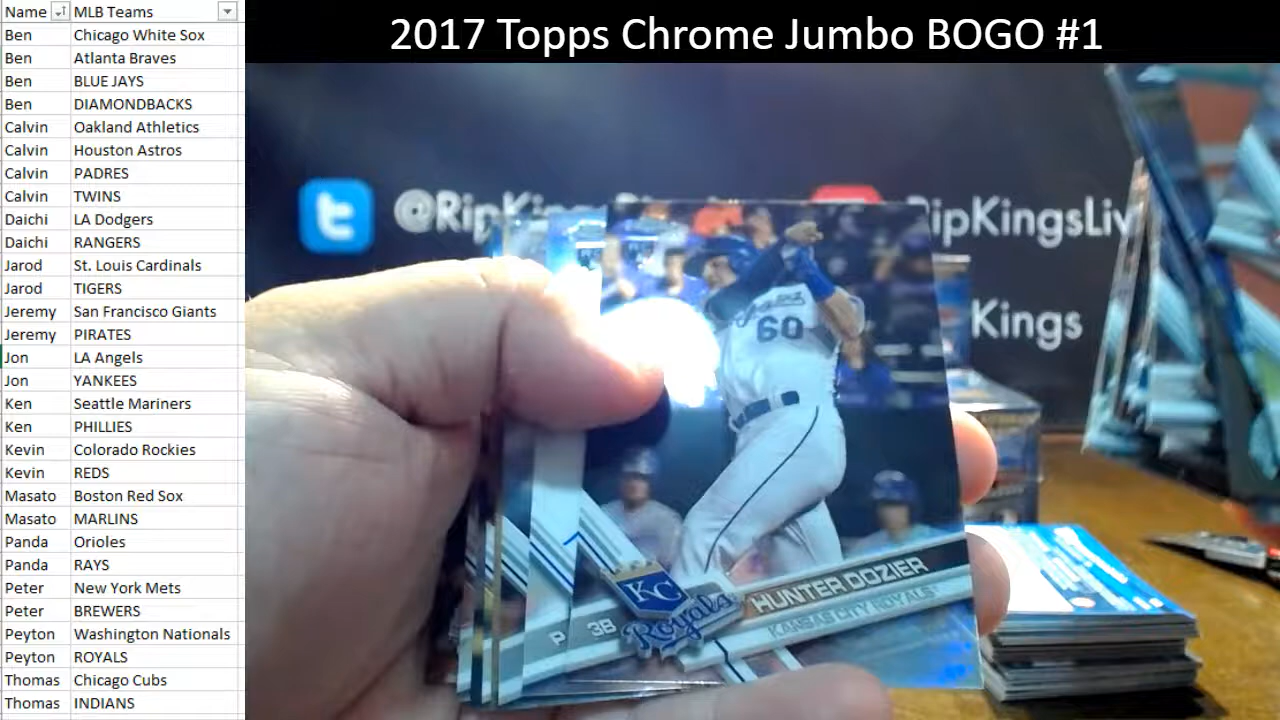 Name MLB Teams
Ben Chicago White Sox
Ben Atlanta Braves
Ben BLUE JAYS
Ben DIAMONDBACKS
Calvin Oakland Athletics
Calvin Houston Astros
Calvin PADRES
Calvin TWINS
Daichi LA Dodgers
Daichi RANGERS
Jarod St. Louis Cardinals
Jarod TIGERS
Jeremy San Francisco Giants
Jeremy PIRATES
Jon LA Angels
Jon YANKEES
Ken Seattle Mariners
Ken PHILLIES
Kevin Colorado Rockies
Kevin REDS
Masato Boston Red Sox
Masato MARLINS
Panda Orioles
Panda RAYS
Peter New York Mets
Peter BREWERS
Peyton Washington Nationals
Peyton ROYALS
Thomas Chicago Cubs
Thomas INDIANS
2017 Topps Chrome Jumbo BOGO #1
60
KC
Royals
P 3B
HUNTER DOZIER
KANSAS CITY ROYALS